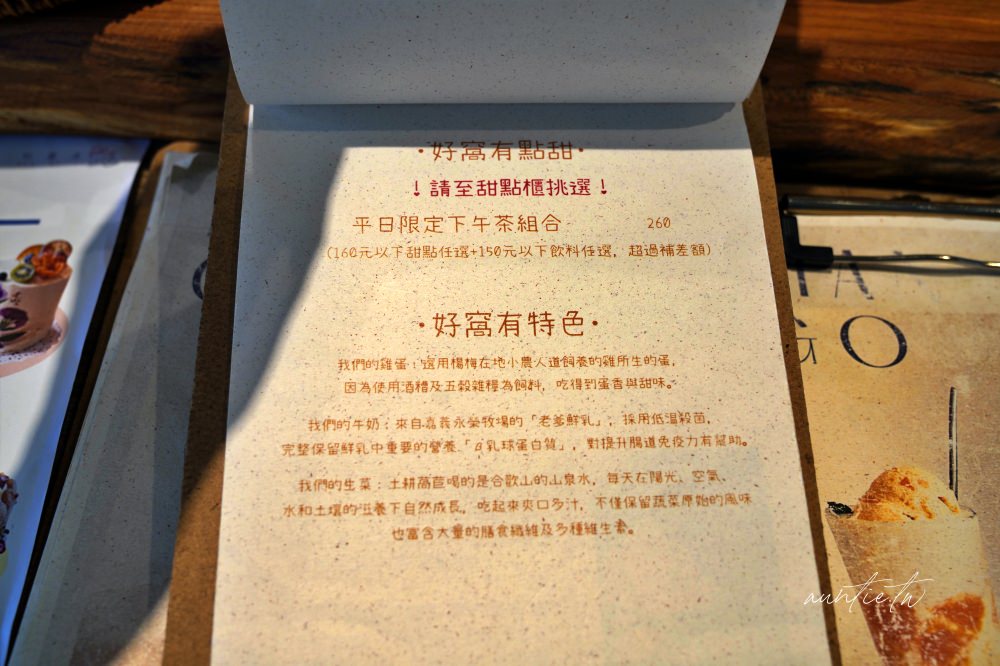 ·好窩有點甜·
！請至甜點櫃挑選！
平日限定下午茶組合 260
(160元以下甜點任選+150元以下飲料任選，超過補差額)
·好窩有特色·
我們的雞蛋：選用楊梅在地小農人道飼養的雞所生的蛋，
因為使用酒糟及五穀雜糧為飼料，吃得到蛋香與甜味。
我們的牛奶：來自嘉義永榮牧場的「老爹鮮乳」，採用低溫殺菌，
完整保留鮮乳中重要的營養「β乳球蛋白質」，對提升腸道免疫力有幫助。
我們的生菜：土耕萵苣喝的是合歡山的山泉水，每天在陽光、空氣、
水和土壤的滋養下自然成長，吃起來爽口多汁，不僅保留蔬菜原始的風味
也富含大量的膳食纖維及多種維生素。
GO
auntie.tw